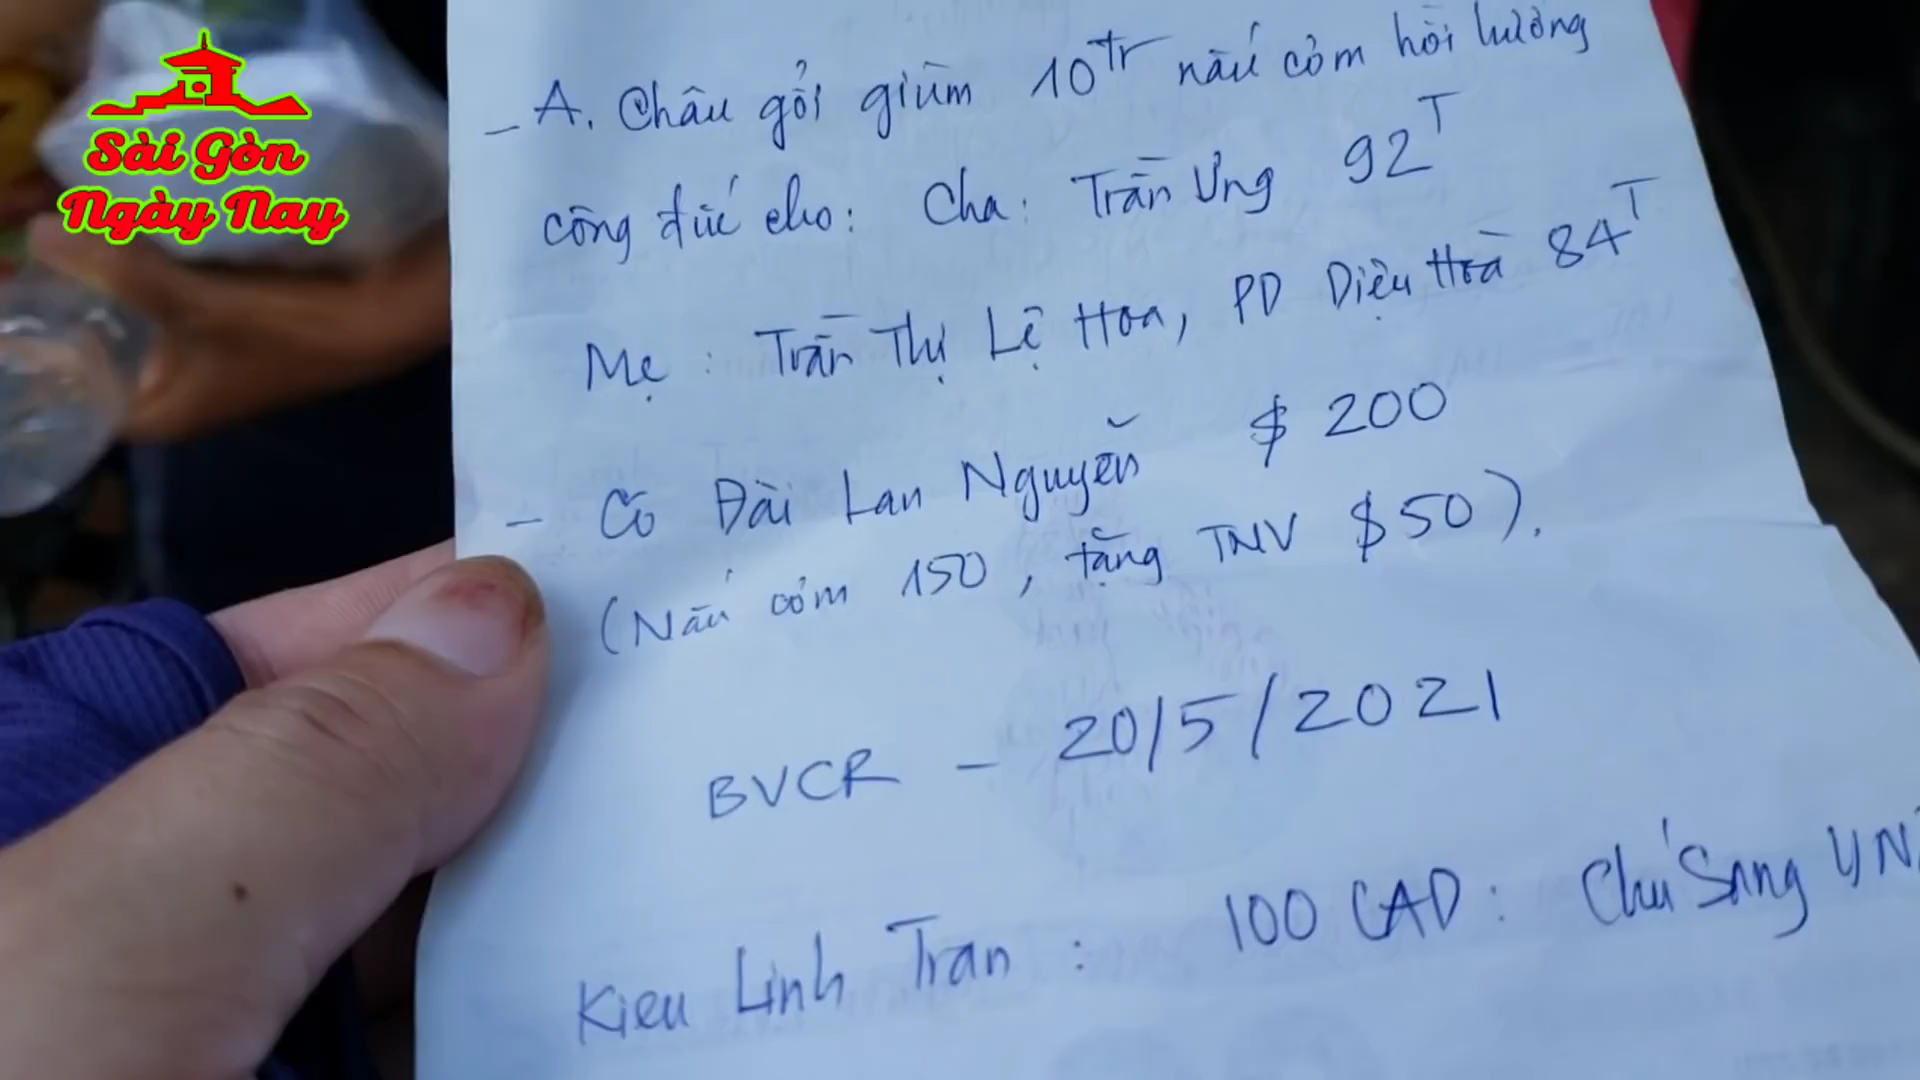 Sài Gòn
Ngày Nay
- A. Châu gởi giùm 10tr nấu cơm hồi hướng
công đức cho: Cha: Trần Ưng 92T
Mẹ: Trần Thị Lệ Hoa, PD Diệu Hoà 84T
- Cô Đài Lan Nguyễn $ 200
(Nấu cơm 150, tặng TNV $50).
BVCR - 20/5/2021
Kieu Linh Tran : 100 CAD : Chú Sang